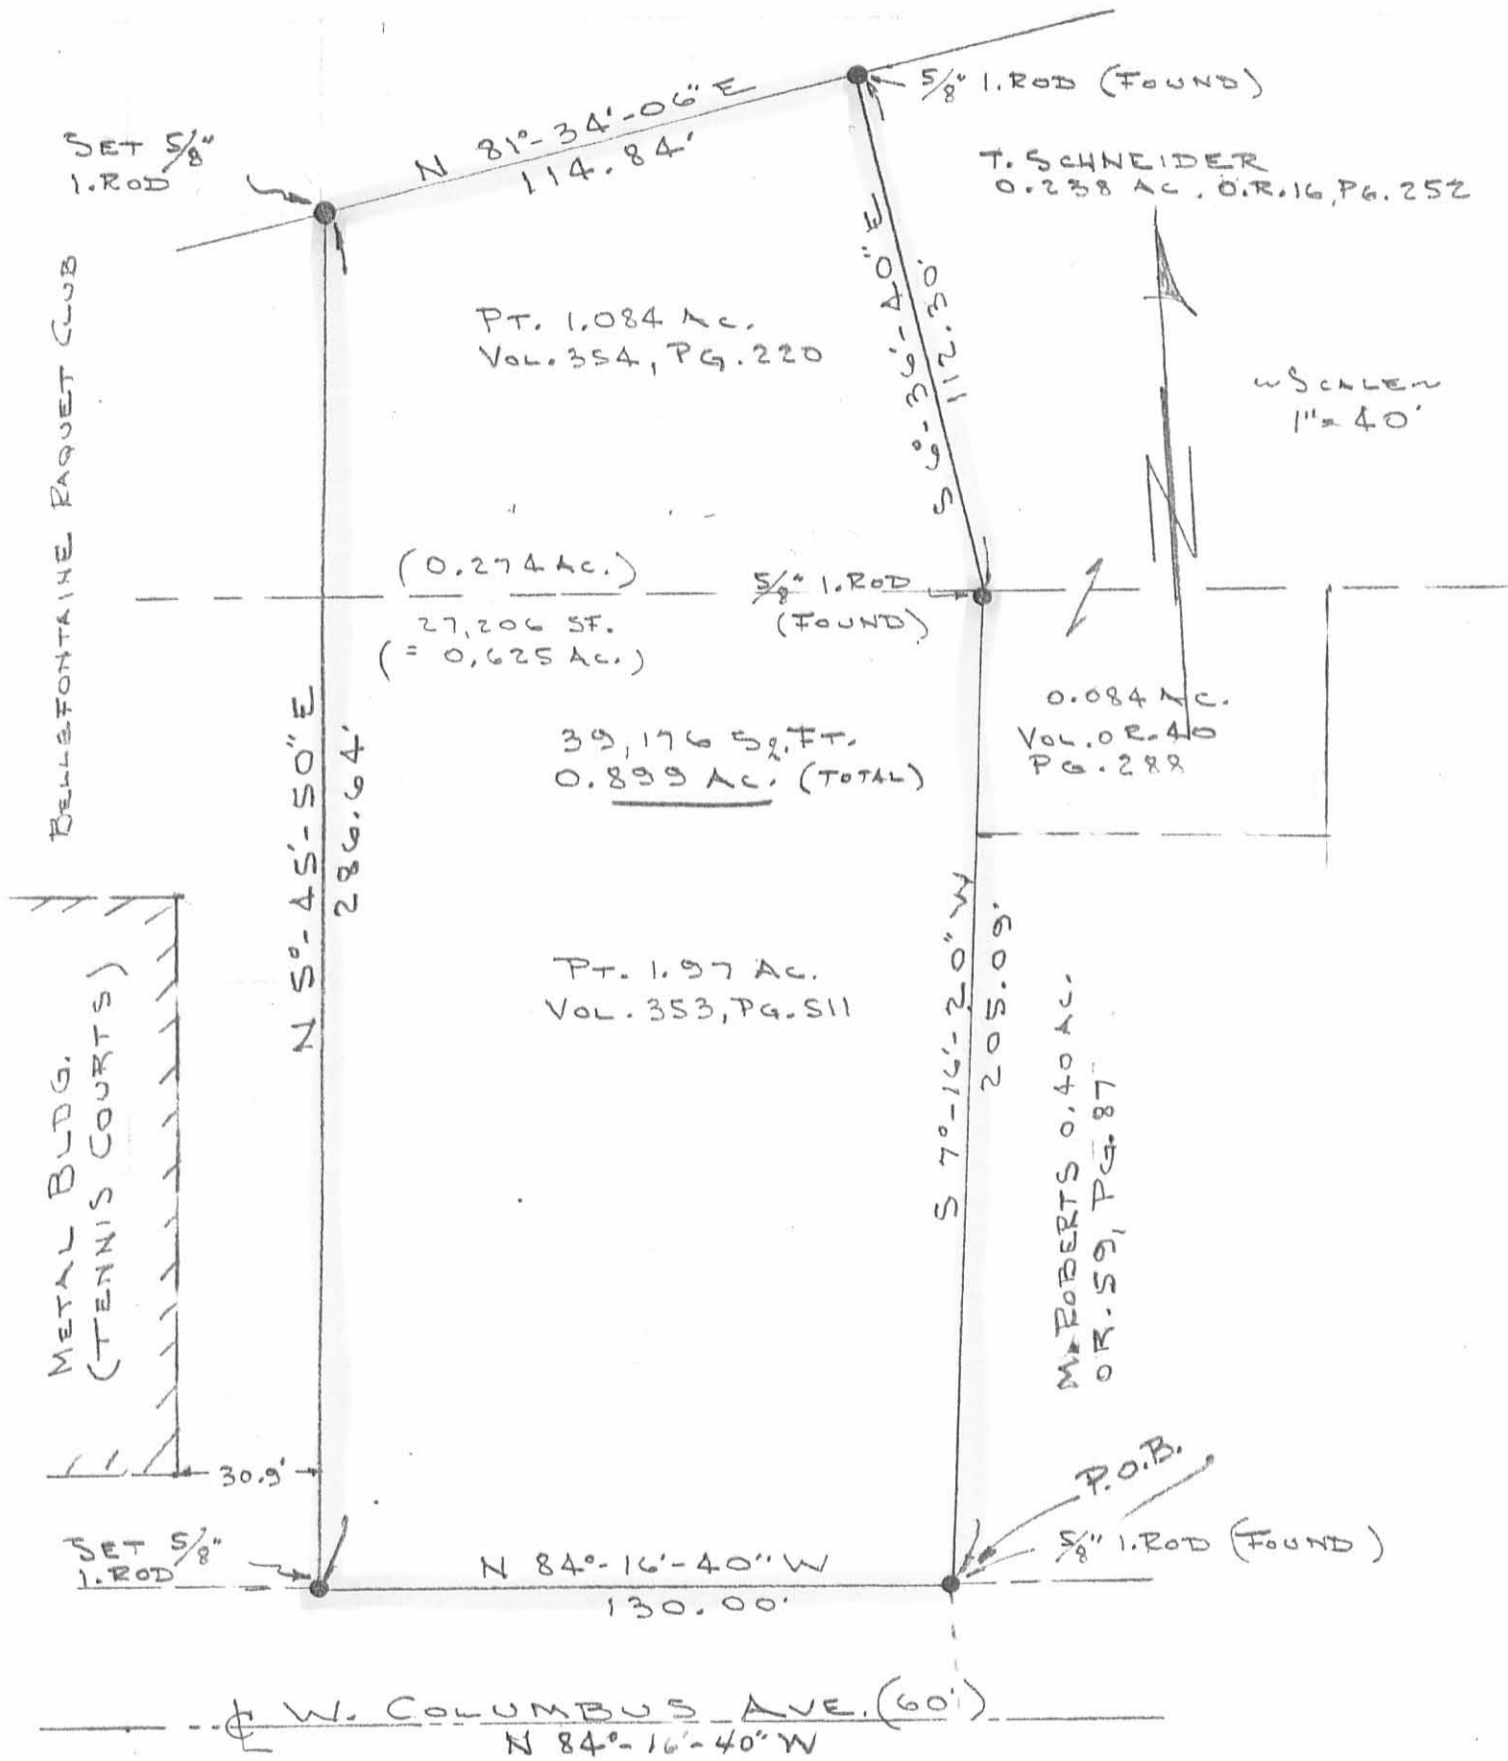 N 81°-34'-06" E
114.84'
5/8" I.ROD (FOUND)
SET 5/8"
I.ROD
T. SCHNEIDER
0.238 AC. O.R.16, PG. 252
S 6°-36'-40" E
112.30'
PT. 1.084 AC.
VOL. 354, PG. 220
SCALE
1"= 40'
N
BELLEFONTAINE RAQUET CLUB
(0.274 AC.)
27,206 SF.
(= 0.625 AC.)
5/8" I.ROD
(FOUND)
0.084 AC.
VOL. O R. 40
PG. 288
39,176 SQ. FT.
0.899 AC. (TOTAL)
N 5°-45'-50" E
286.64'
PT. 1.97 AC.
VOL. 353, PG. 511
S 7°-16'-20" W
205.09'
METAL BLDG.
(TENNIS COURTS)
M. ROBERTS 0.40 AC.
O R. 59, PG. 87
30.9'
P.O.B.
5/8" I.ROD (FOUND)
SET 5/8"
I.ROD
N 84°-16'-40" W
130.00'
℄ W. COLUMBUS AVE. (60')
N 84°-16'-40" W